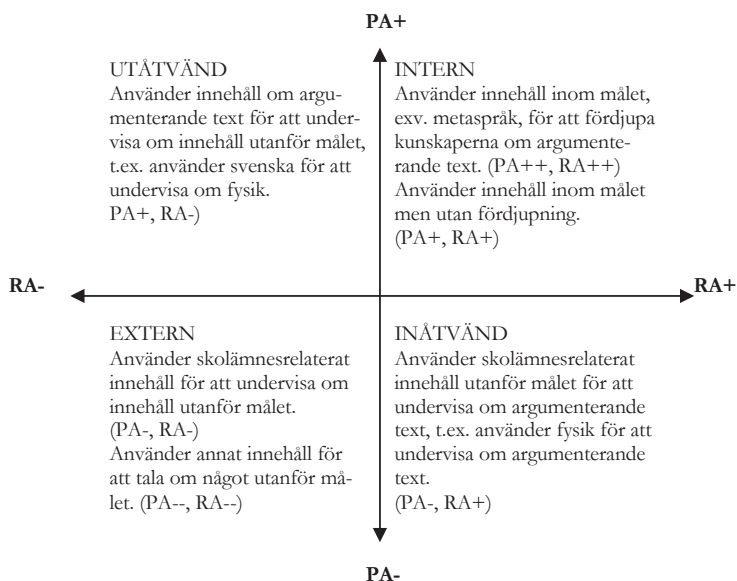 PA+
UTÅTVÄND
Använder innehåll om argu-
menterande text för att under-
visa om innehåll utanför målet,
t.ex. använder svenska för att
undervisa om fysik.
PA+, RA-)
INTERN
Använder innehåll inom målet,
exv. metaspråk, för att fördjupa
kunskaperna om argumente-
rande text. (PA++, RA++)
Använder innehåll inom målet
men utan fördjupning.
(PA+, RA+)
RA-
RA+
EXTERN
Använder skolämnesrelaterat
innehåll för att undervisa om
innehåll utanför målet.
(PA-, RA-)
Använder annat innehåll för
att tala om något utanför må-
let. (PA--, RA--)
INÅTVÄND
Använder skolämnesrelaterat
innehåll utanför målet för att
undervisa om argumenterande
text, t.ex. använder fysik för att
undervisa om argumenterande
text.
(PA-, RA+)
PA-